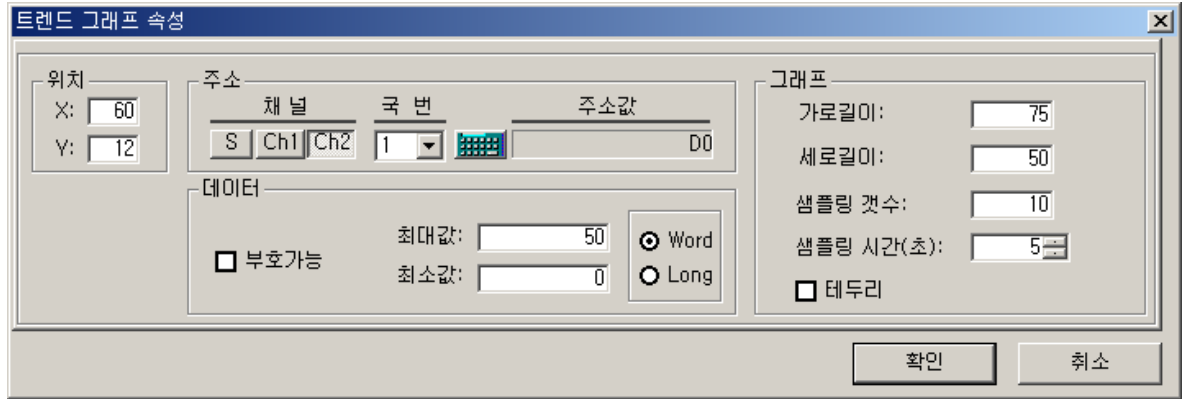 트렌드 그래프 속성
위치
X: 60
Y: 12
주소
채 널 국 번 주소값
S Ch1 Ch2 1 D0
데이터
부호가능
최대값: 50
최소값: 0
Word
Long
그래프
가로길이: 75
세로길이: 50
샘플링 갯수: 10
샘플링 시간(초): 5
테두리
확인 취소